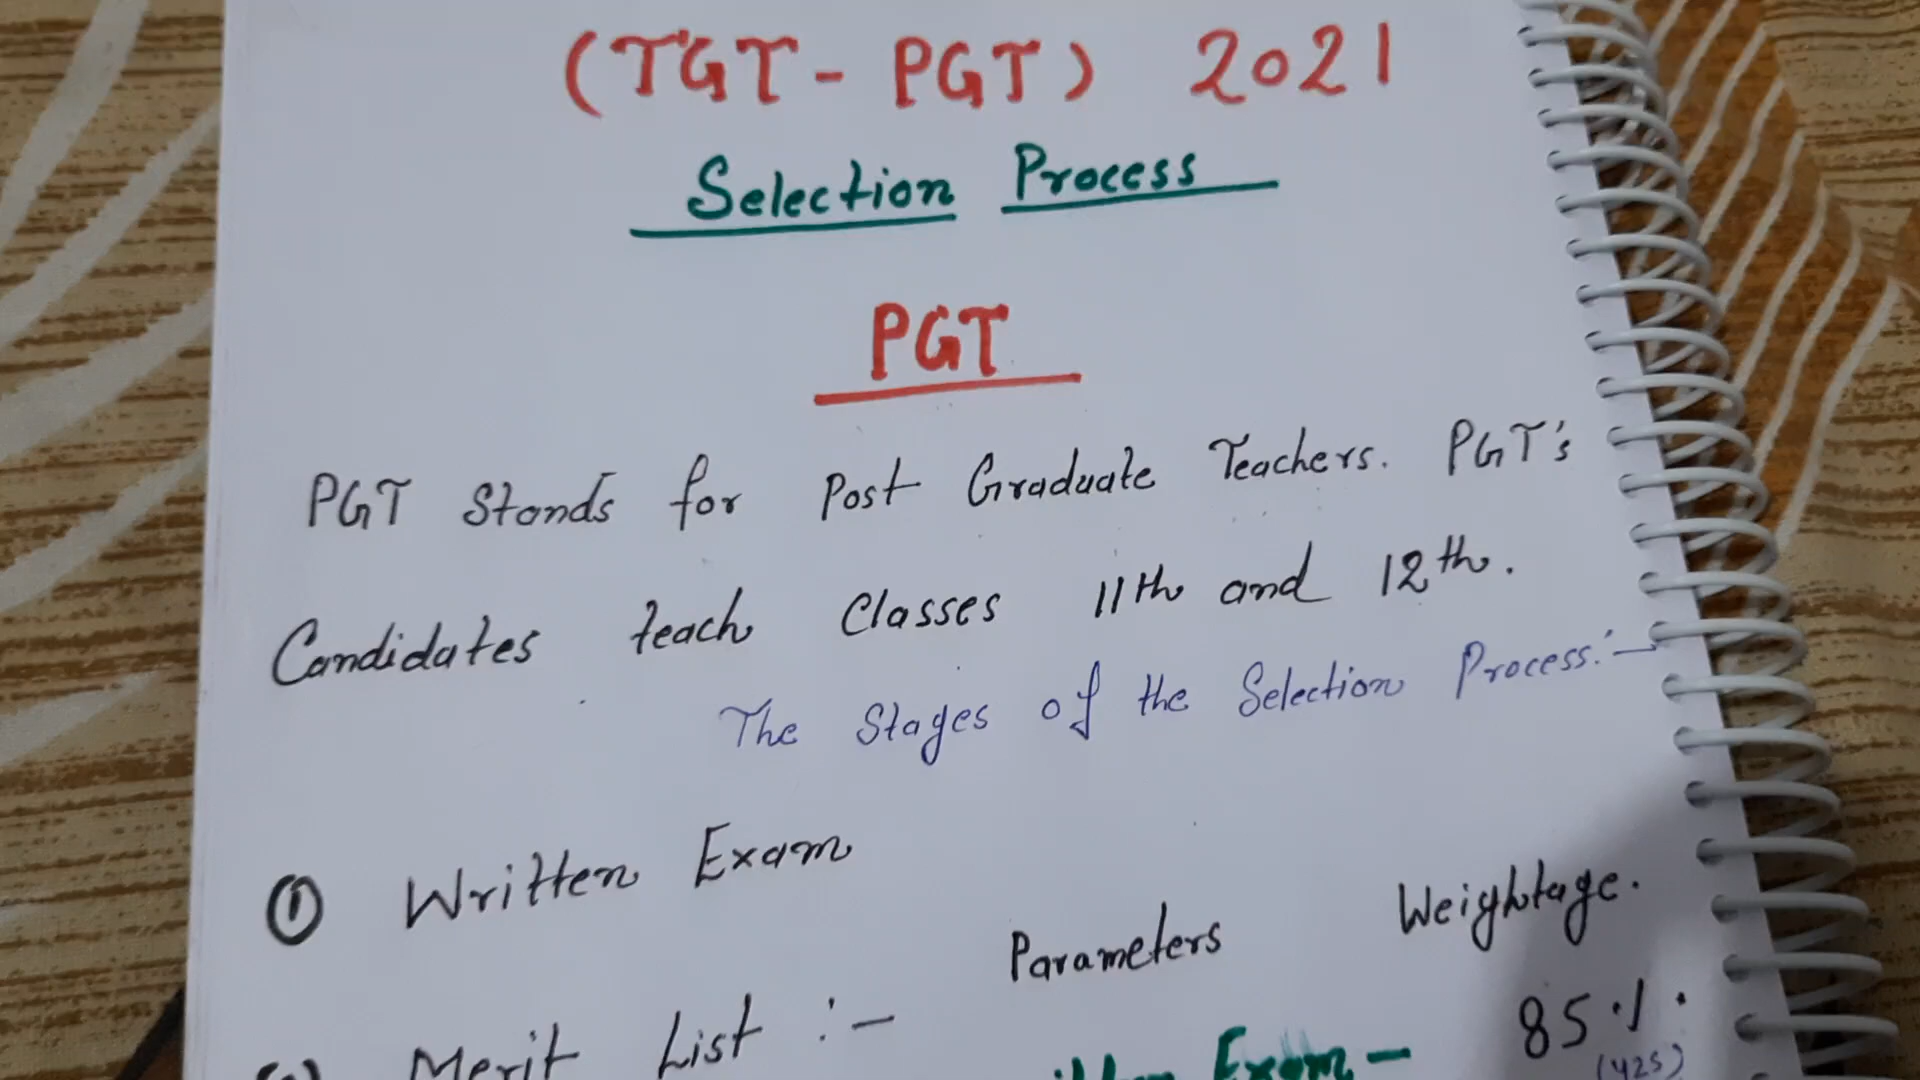 (TGT - PGT) 2021
Selection Process
PGT
PGT Stands for Post Graduate Teachers. PGT's
Candidates teach Classes 11th and 12th.
The Stages of the Selection Process:-
① Written Exam
Parameters Weightage.
Merit List :- 85%.
Exam - (425)